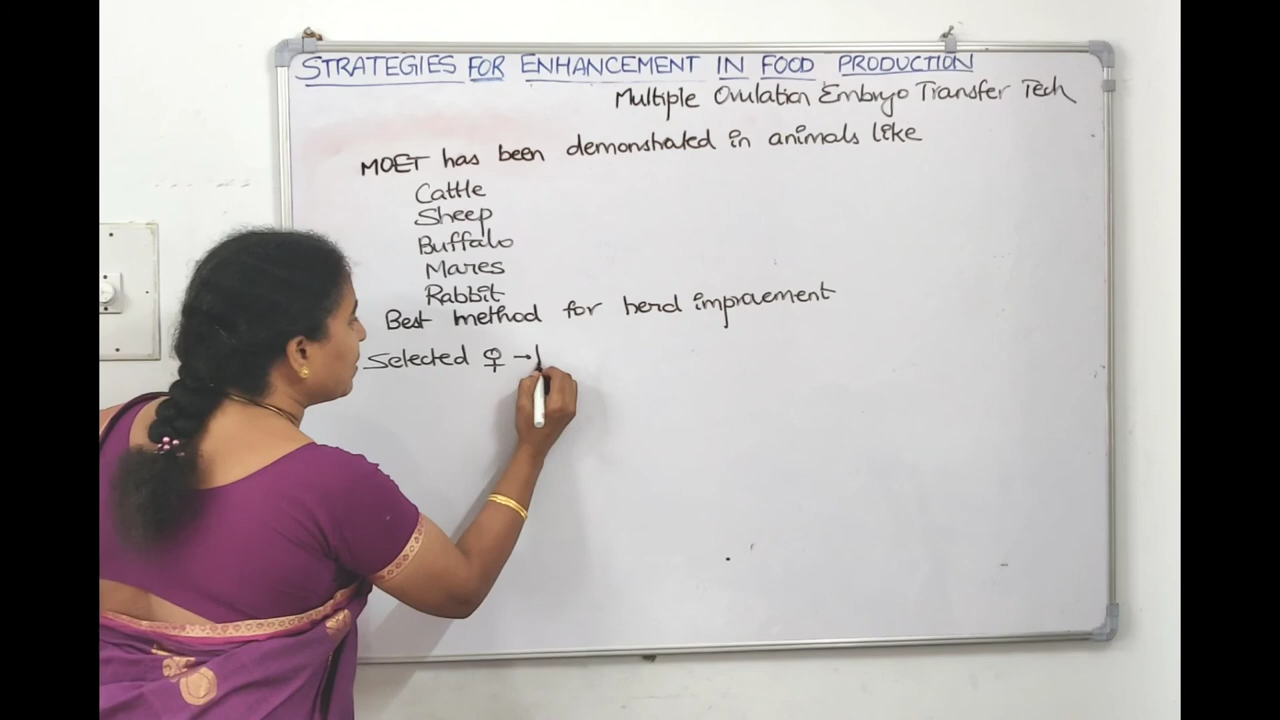 STRATEGIES FOR ENHANCEMENT IN FOOD PRODUCTION
Multiple Ovulation Embryo Transfer Tech
MOET has been demonstrated in animals like
Cattle
Sheep
Buffalo
Mares
Rabbit
Best method for herd improvement
Selected ♀ →